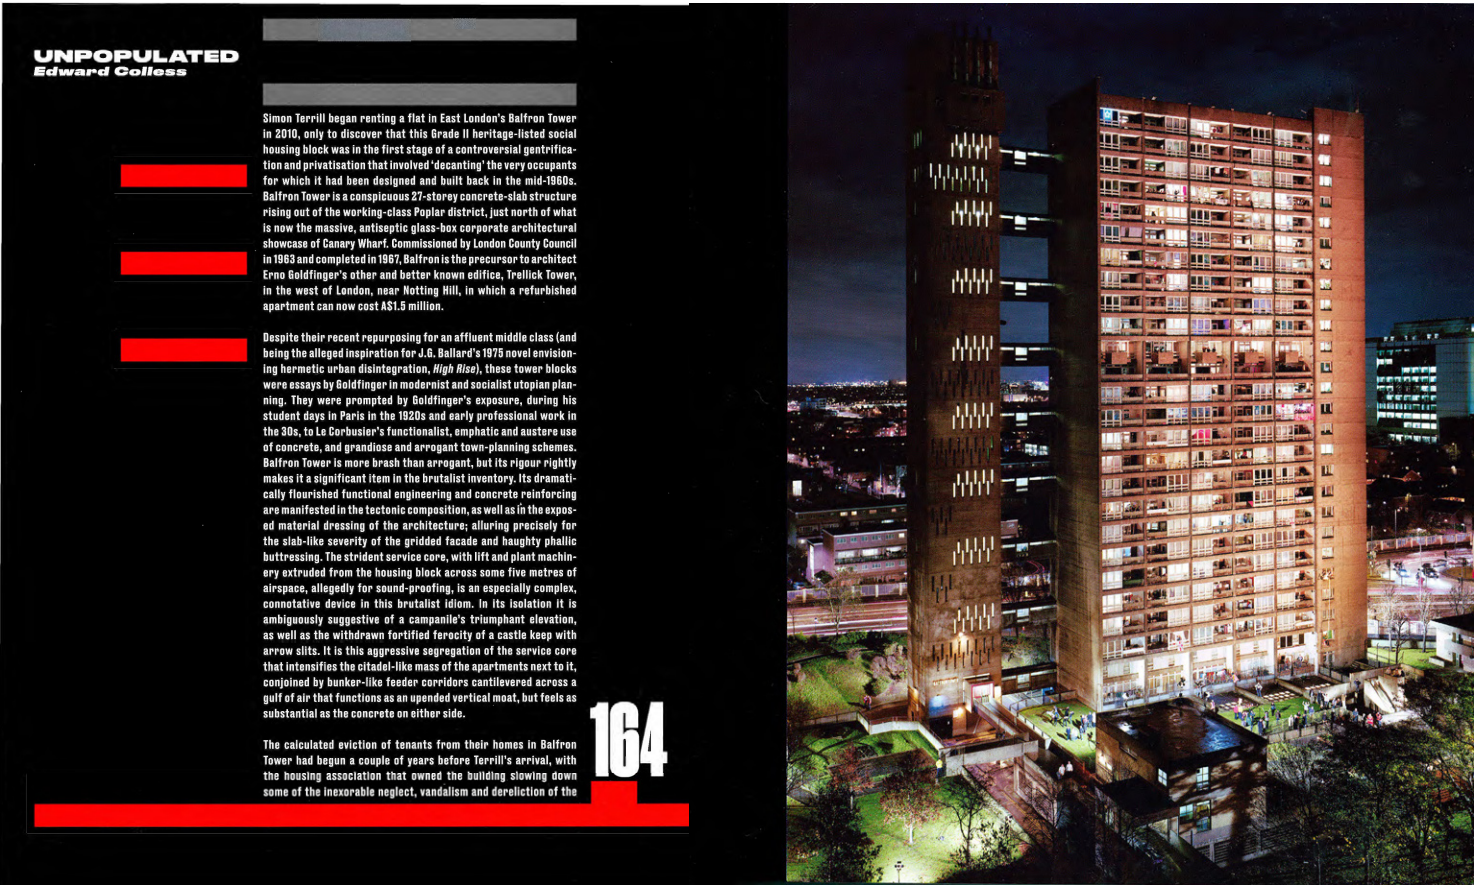 UNPOPULATED
Edward Colless
Simon Terrill began renting a flat in East London's Balfron Tower
in 2010, only to discover that this Grade II heritage-listed social
housing block was in the first stage of a controversial gentrifica-
tion and privatisation that involved 'decanting' the very occupants
for which it had been designed and built back in the mid-1960s.
Balfron Tower is a conspicuous 27-storey concrete-slab structure
rising out of the working-class Poplar district, just north of what
is now the massive, antiseptic glass-box corporate architectural
showcase of Canary Wharf. Commissioned by London County Council
in 1963 and completed in 1967, Balfron is the precursor to architect
Erno Goldfinger's other and better known edifice, Trellick Tower,
in the west of London, near Notting Hill, in which a refurbished
apartment can now cost A$1.5 million.
Despite their recent repurposing for an affluent middle class (and
being the alleged inspiration for J.G. Ballard's 1975 novel envision-
ing hermetic urban disintegration, High Rise), these tower blocks
were essays by Goldfinger in modernist and socialist utopian plan-
ning. They were prompted by Goldfinger's exposure, during his
student days in Paris in the 1920s and early professional work in
the 30s, to Le Corbusier's functionalist, emphatic and austere use
of concrete, and grandiose and arrogant town-planning schemes.
Balfron Tower is more brash than arrogant, but its rigour rightly
makes it a significant item in the brutalist inventory. Its dramati-
cally flourished functional engineering and concrete reinforcing
are manifested in the tectonic composition, as well as in the expos-
ed material dressing of the architecture; alluring precisely for
the slab-like severity of the gridded facade and haughty phallic
buttressing. The strident service core, with lift and plant machin-
ery extruded from the housing block across some five metres of
airspace, allegedly for sound-proofing, is an especially complex,
connotative device in this brutalist idiom. In its isolation it is
ambiguously suggestive of a campanile's triumphant elevation,
as well as the withdrawn fortified ferocity of a castle keep with
arrow slits. It is this aggressive segregation of the service core
that intensifies the citadel-like mass of the apartments next to it,
conjoined by bunker-like feeder corridors cantilevered across a
gulf of air that functions as an upended vertical moat, but feels as
substantial as the concrete on either side.
The calculated eviction of tenants from their homes in Balfron
Tower had begun a couple of years before Terrill's arrival, with
the housing association that owned the building slowing down
some of the inexorable neglect, vandalism and dereliction of the
164